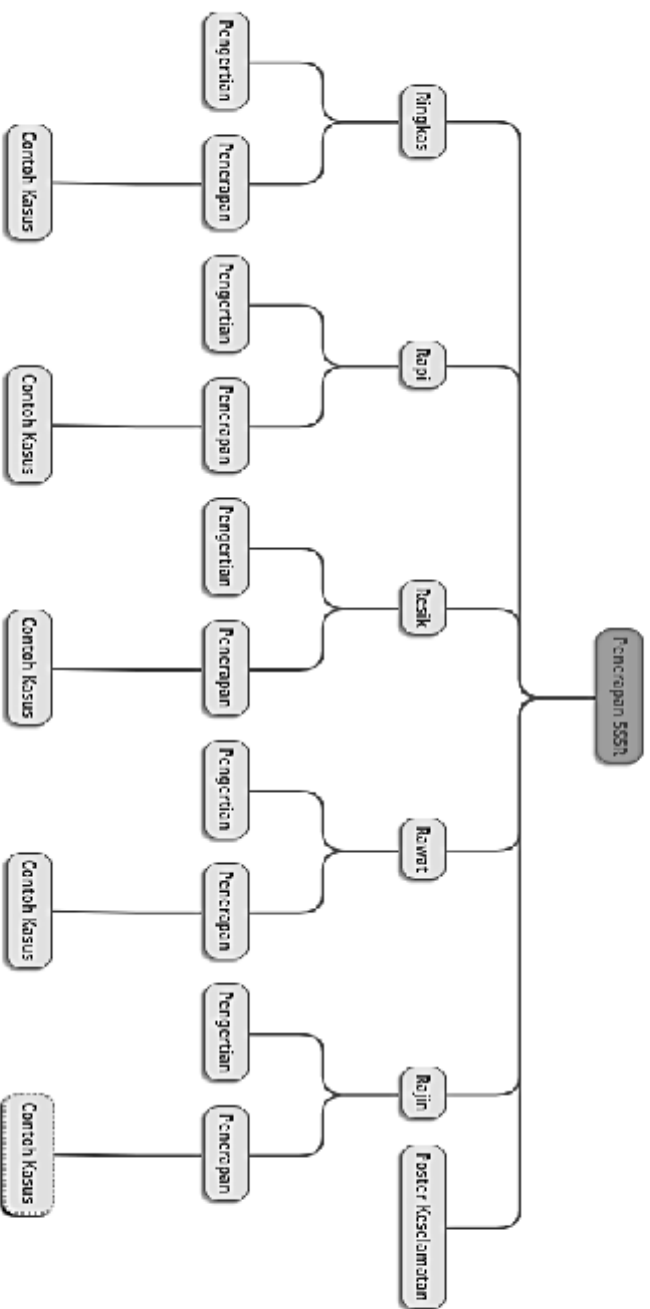 Penerapan 5S5R
Ringkas
Rapi
Resik
Rawat
Rajin
Poster Keselamatan
Pengertian
Penerapan
Pengertian
Penerapan
Pengertian
Penerapan
Pengertian
Penerapan
Pengertian
Penerapan
Contoh Kasus
Contoh Kasus
Contoh Kasus
Contoh Kasus
Contoh Kasus